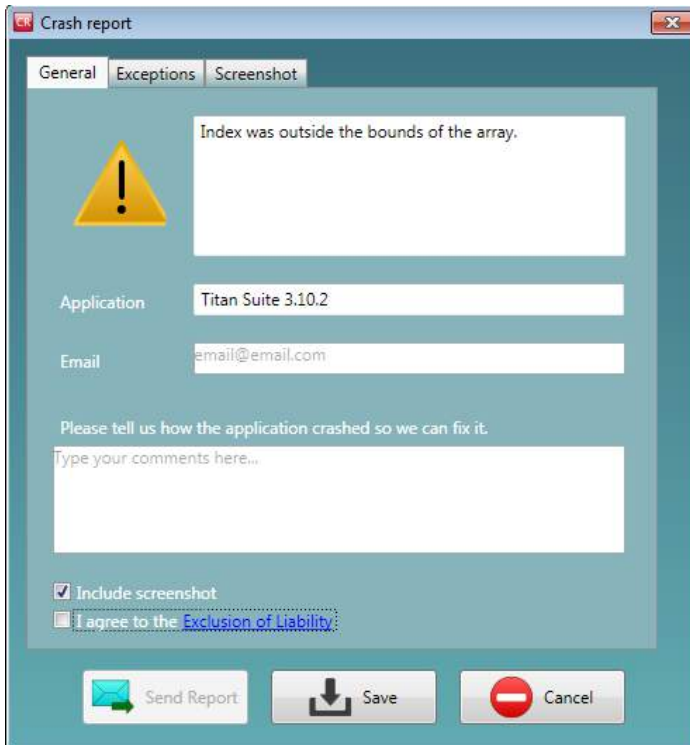 CR Crash report
General Exceptions Screenshot
Index was outside the bounds of the array.
Application Titan Suite 3.10.2
Email email@email.com
Please tell us how the application crashed so we can fix it.
Type your comments here...
Include screenshot
I agree to the Exclusion of Liability
Send Report Save Cancel